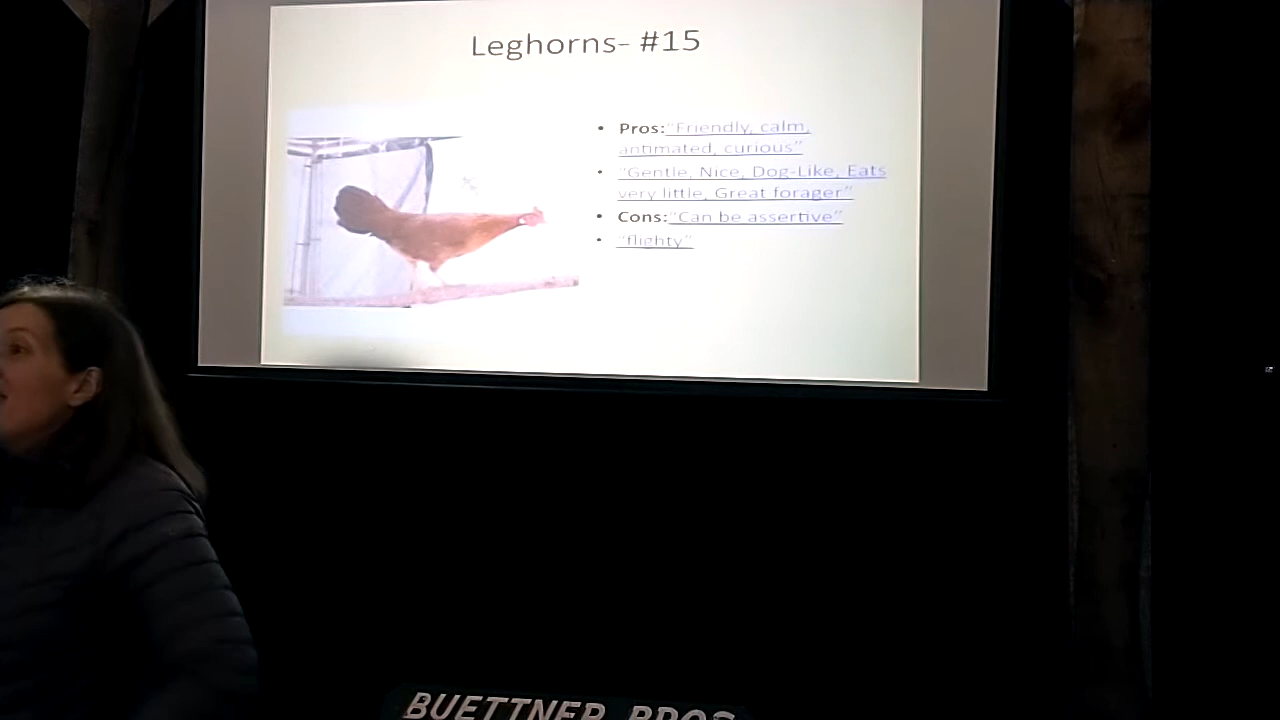 Leghorns- #15
• Pros:"Friendly, calm,
antimated, curious"
• "Gentle, Nice, Dog-Like, Eats
very little, Great forager"
• Cons:"Can be assertive"
• "flighty"
BUETTNER BROS